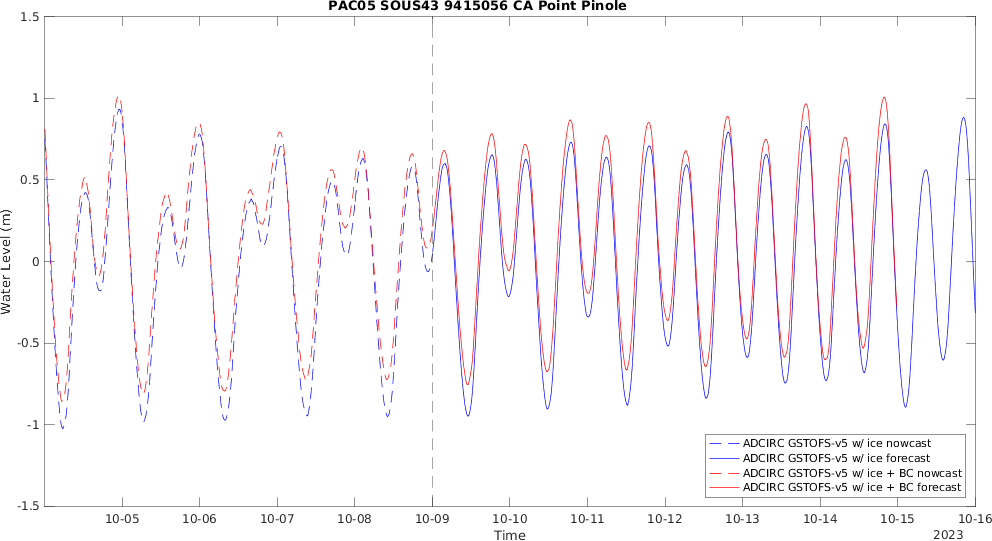 PAC05 SOUS43 9415056 CA Point Pinole
1.5
1
0.5
0
-0.5
-1
-1.5
Water Level (m)
ADCIRC GSTOFS-v5 w/ ice nowcast
ADCIRC GSTOFS-v5 w/ ice forecast
ADCIRC GSTOFS-v5 w/ ice + BC nowcast
ADCIRC GSTOFS-v5 w/ ice + BC forecast
10-05 10-06 10-07 10-08 10-09 10-10 10-11 10-12 10-13 10-14 10-15 10-16
Time
2023